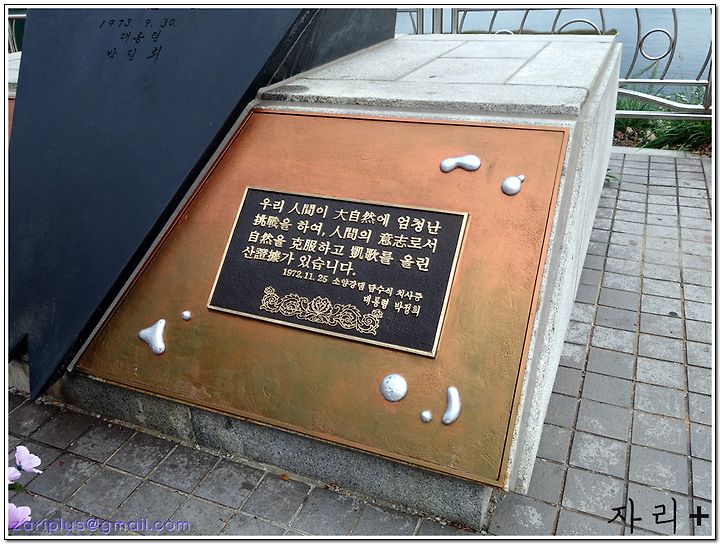 1973. 9. 30.
대통령
박정희
우리 人間이 大自然에 엄청난
挑戰을 하여, 人間의 意志로서
自然을 克服하고 凱歌를 올린
산證據가 있습니다.
1972. 11. 25 소양강댐 담수식 치사중
대통령 박정희
zariplus@gmail.com
자리+